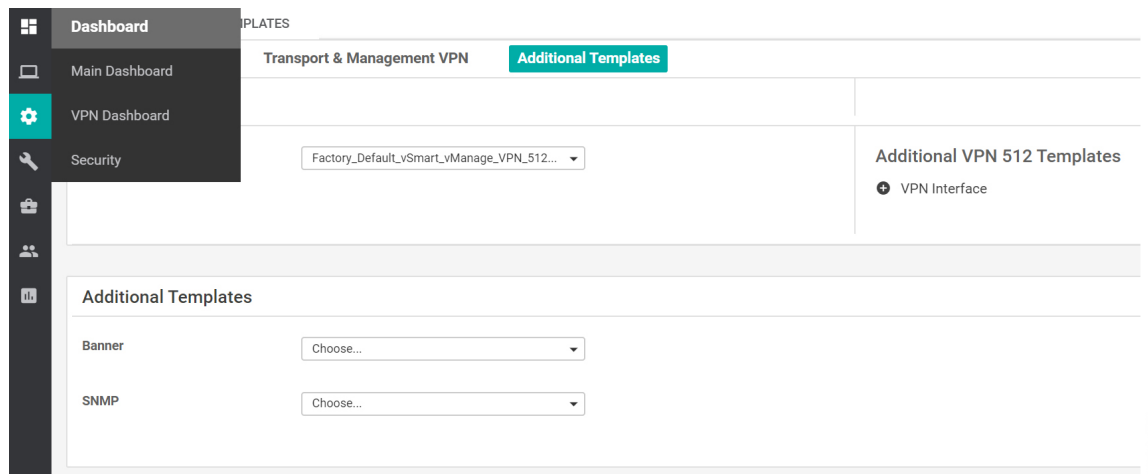 Dashboard
PLATES
Main Dashboard
Transport & Management VPN
Additional Templates
VPN Dashboard
Security
Factory_Default_vSmart_vManage_VPN_512...
Additional VPN 512 Templates
VPN Interface
Additional Templates
Banner
Choose...
SNMP
Choose...